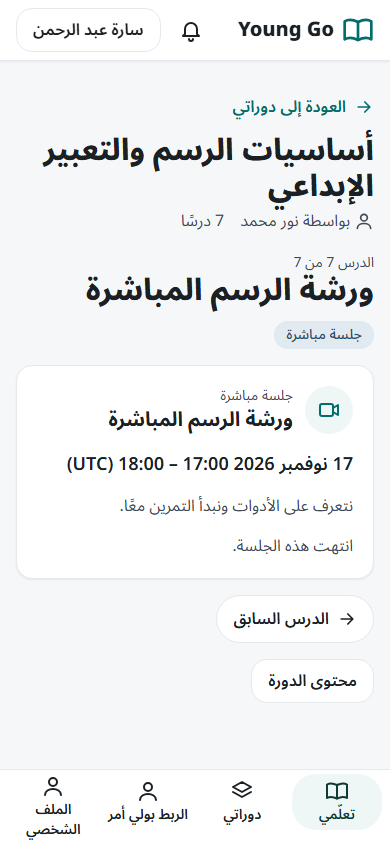 Young Go
سارة عبد الرحمن
العودة إلى دوراتي
أساسيات الرسم والتعبير
الإبداعي
بواسطة نور محمد 7 درسًا
الدرس 7 من 7
ورشة الرسم المباشرة
جلسة مباشرة
جلسة مباشرة
ورشة الرسم المباشرة
17 نوفمبر 2026 17:00 – 18:00 (UTC)
نتعرف على الأدوات ونبدأ التمرين معًا.
انتهت هذه الجلسة.
الدرس السابق
محتوى الدورة
تعلّمي
دوراتي
الربط بولي أمر
الملف
الشخصي